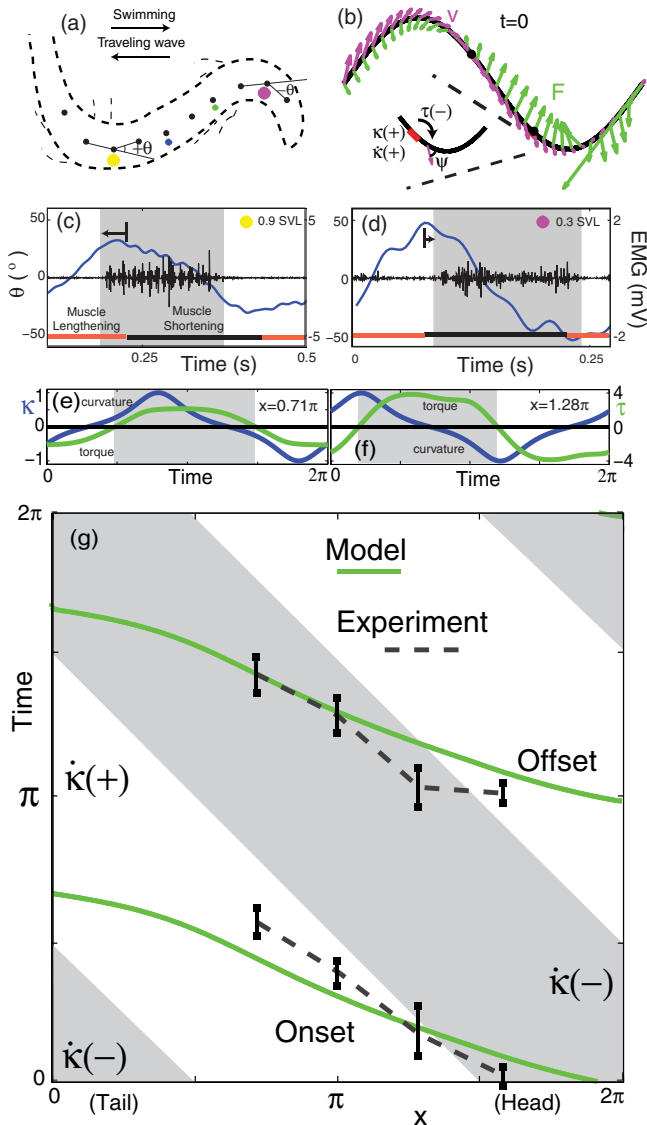 (a)
Swimming
Traveling wave
−θ
+θ
(b)
v
t=0
F
τ(−)
κ(+)
κ̇(+)
ψ
(c)
0.9 SVL
50
0
−50
θ (°)
5
−5
Muscle Lengthening
Muscle Shortening
0.25
0.5
Time (s)
(d)
0.3 SVL
50
0
−50
2
−2
EMG (mV)
0
0.25
Time (s)
(e)
κ
1
0
−1
curvature
torque
x=0.71π
0
Time
2π
(f)
torque
curvature
x=1.28π
4
0
−4
τ
0
Time
2π
(g)
2π
π
0
Time
Model
Experiment
Offset
Onset
κ̇(+)
κ̇(−)
κ̇(−)
0
π
2π
(Tail)
x
(Head)